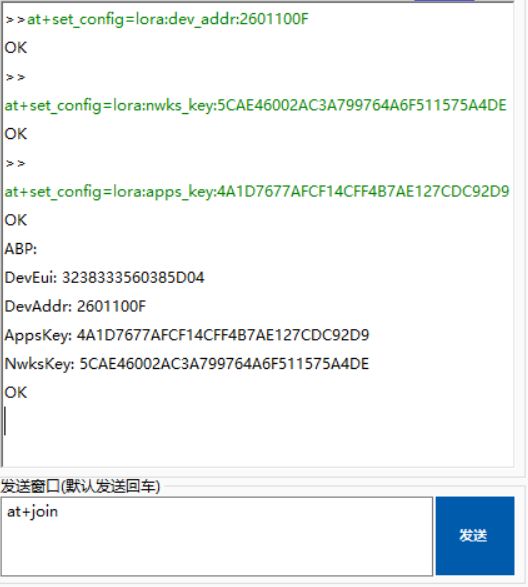 >>at+set_config=lora:dev_addr:2601100F
OK
>>
at+set_config=lora:nwks_key:5CAE46002AC3A799764A6F511575A4DE
OK
>>
at+set_config=lora:apps_key:4A1D7677AFCF14CFF4B7AE127CDC92D9
OK
ABP:
DevEui: 3238333560385D04
DevAddr: 2601100F
AppsKey: 4A1D7677AFCF14CFF4B7AE127CDC92D9
NwksKey: 5CAE46002AC3A799764A6F511575A4DE
OK
发送窗口(默认发送回车)
at+join
发送